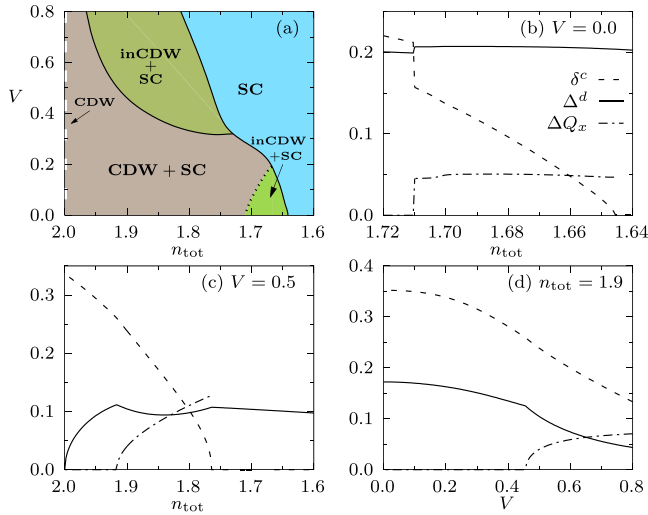 (a)
0.8
0.6
V
0.4
0.2
0.0
inCDW
+
SC
SC
CDW
inCDW
+SC
CDW + SC
2.0 1.9 1.8 1.7 1.6
n_tot
(b) V = 0.0
0.2
0.1
0.0
δ^c
Δ^d
ΔQ_x
1.72 1.70 1.68 1.66 1.64
n_tot
(c) V = 0.5
0.3
0.2
0.1
0.0
2.0 1.9 1.8 1.7 1.6
n_tot
(d) n_tot = 1.9
0.4
0.3
0.2
0.1
0.0
0.0 0.2 0.4 0.6 0.8
V